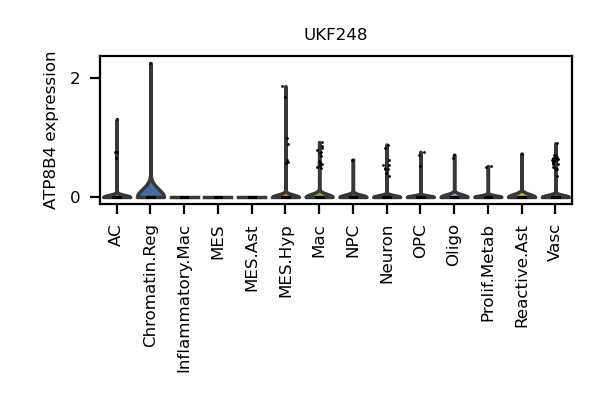 UKF248
ATP8B4 expression
2
0
AC
Chromatin.Reg
Inflammatory.Mac
MES
MES.Ast
MES.Hyp
Mac
NPC
Neuron
OPC
Oligo
Prolif.Metab
Reactive.Ast
Vasc